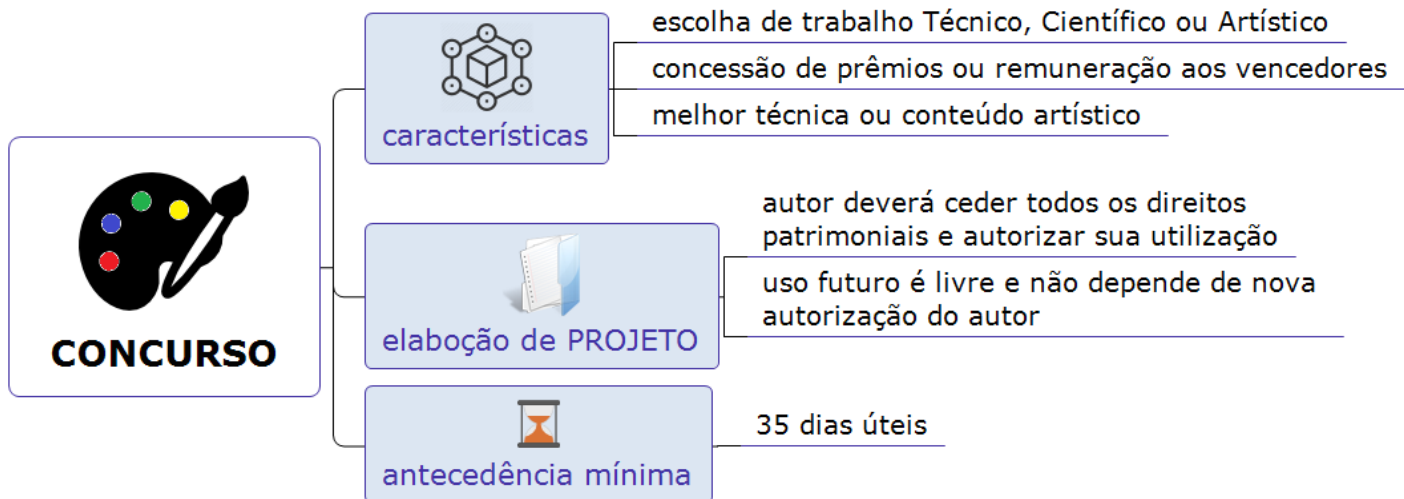 CONCURSO
características
escolha de trabalho Técnico, Científico ou Artístico
concessão de prêmios ou remuneração aos vencedores
melhor técnica ou conteúdo artístico
elaboção de PROJETO
autor deverá ceder todos os direitos
patrimoniais e autorizar sua utilização
uso futuro é livre e não depende de nova
autorização do autor
antecedência mínima
35 dias úteis